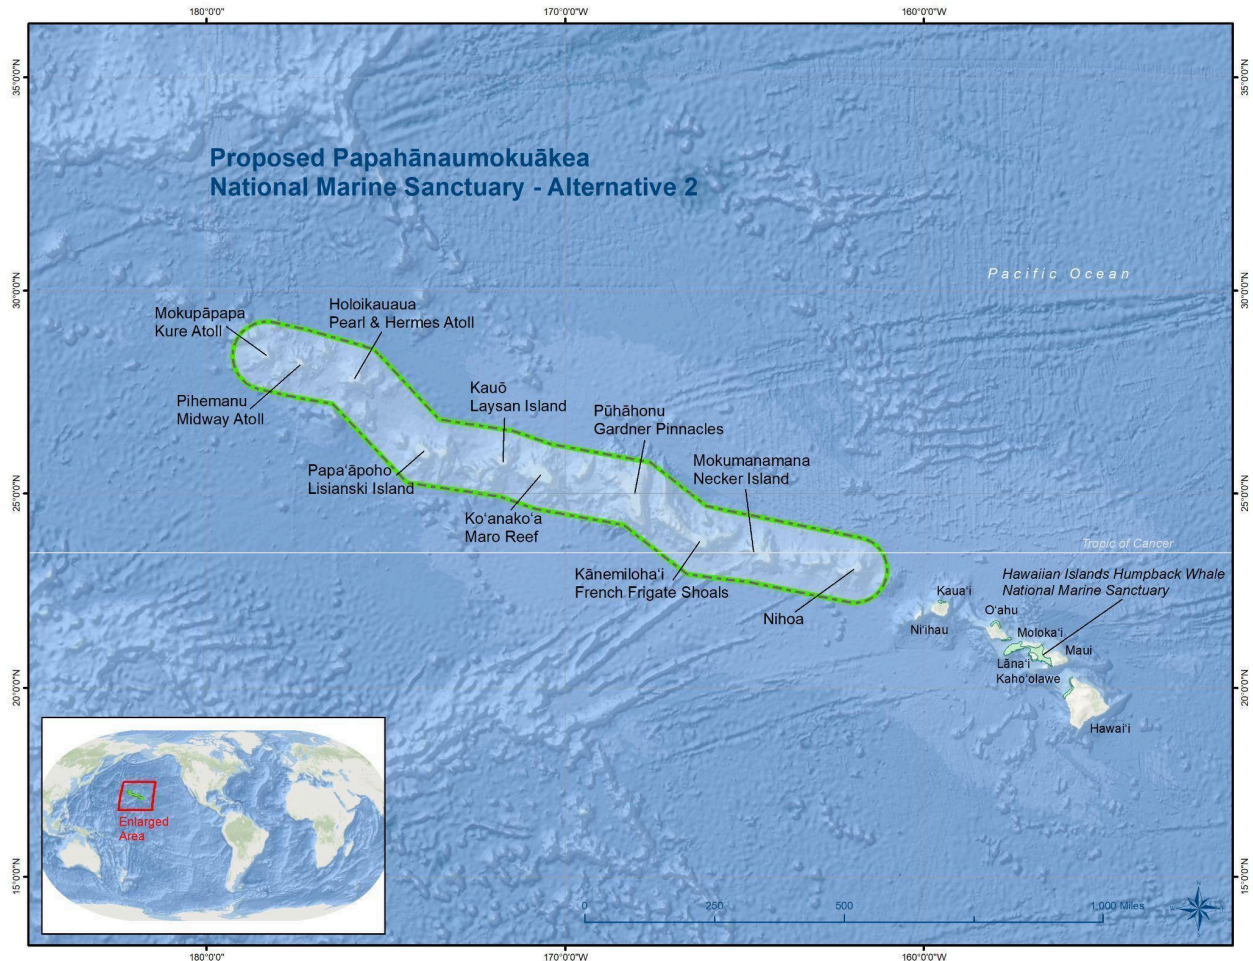 180°0'0"
170°0'0"W
160°0'0"W
35°0'0"N
35°0'0"N
Proposed Papahānaumokuākea
National Marine Sanctuary - Alternative 2
Pacific Ocean
30°0'0"N
30°0'0"N
Mokupāpapa
Kure Atoll
Holoikauaua
Pearl & Hermes Atoll
Pihemanu
Midway Atoll
Kauō
Laysan Island
Pūhāhonu
Gardner Pinnacles
Papaʻāpoho
Lisianski Island
Mokumanamana
Necker Island
25°0'0"N
25°0'0"N
Koʻanakoʻa
Maro Reef
Tropic of Cancer
Kānemilohaʻi
French Frigate Shoals
Nihoa
Hawaiian Islands Humpback Whale
National Marine Sanctuary
Kauaʻi
Niʻihau
Oʻahu
Molokaʻi
Maui
Lānaʻi
Kahoʻolawe
20°0'0"N
20°0'0"N
Hawaiʻi
Enlarged
Area
15°0'0"N
15°0'0"N
0
250
500
1,000 Miles
N
180°0'0"
170°0'0"W
160°0'0"W